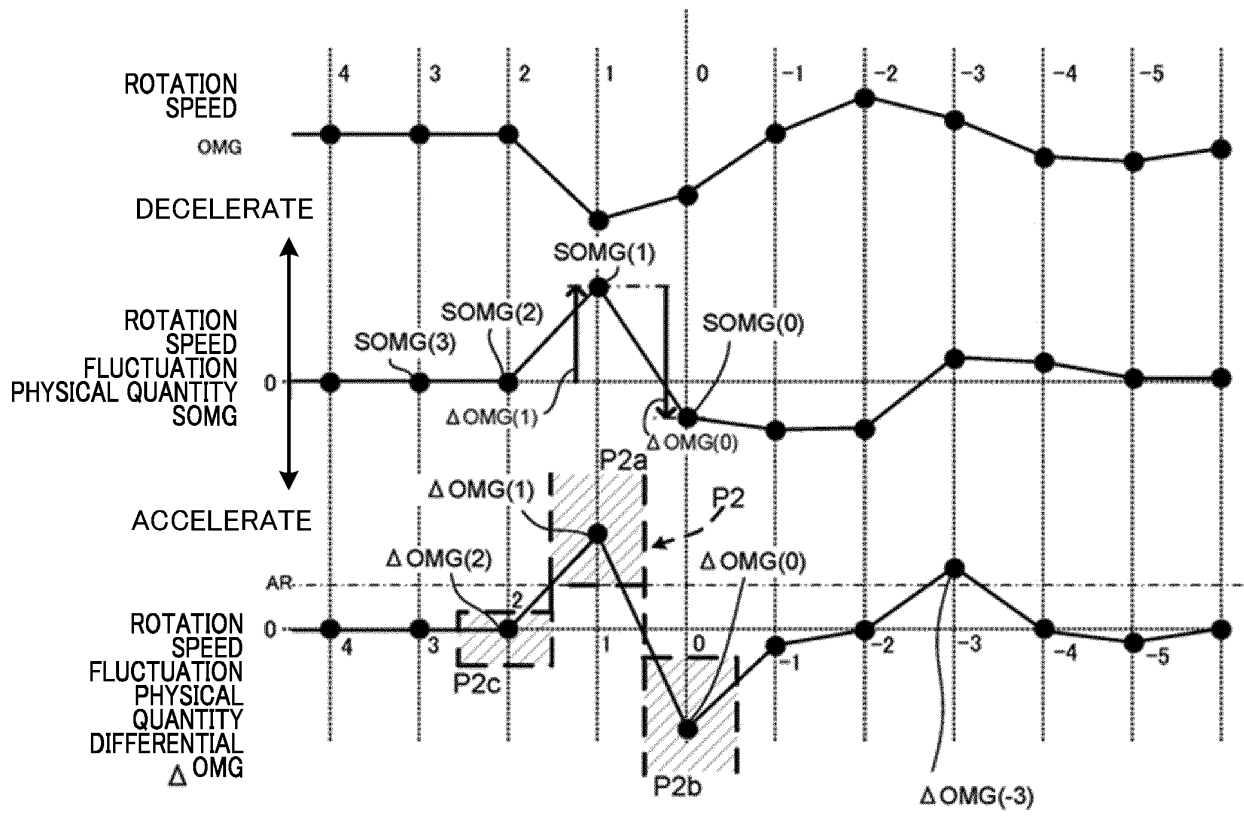 4 3 2 1 0 -1 -2 -3 -4 -5
ROTATION
SPEED
OMG
DECELERATE
SOMG(1)
SOMG(2)
SOMG(0)
SOMG(3)
ROTATION
SPEED
FLUCTUATION
PHYSICAL QUANTITY
SOMG
0
ΔOMG(1)
ΔOMG(0)
P2a
ΔOMG(1)
P2
ACCELERATE
ΔOMG(2)
ΔOMG(0)
AR
2
0
4 3 1 0 -1 -2 -3 -4 -5
ROTATION
SPEED
FLUCTUATION
PHYSICAL
QUANTITY
DIFFERENTIAL
Δ OMG
P2c
P2b
ΔOMG(-3)